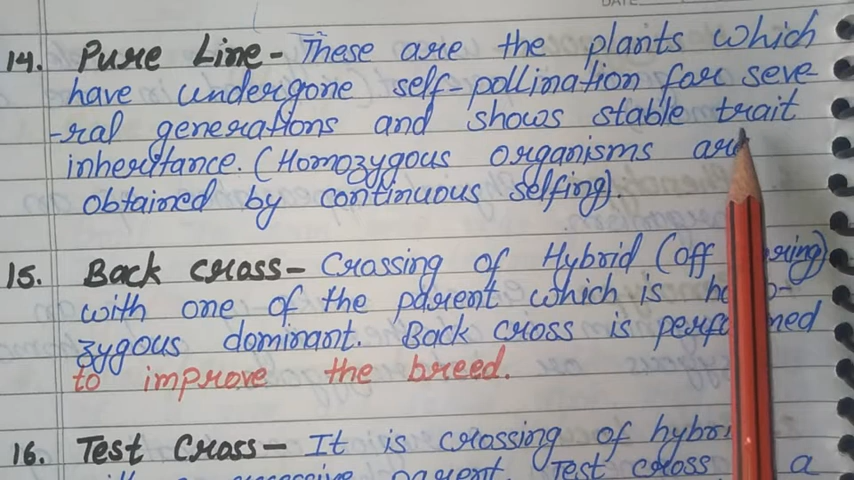 14. Pure Line - These are the plants which
have undergone self-pollination for seve
-ral generations and shows stable trait
inheritance. (Homozygous organisms are
obtained by continuous selfing).
15. Back cross - Crossing of Hybrid (off ring)
with one of the parent which is
zygous dominant. Back cross is
to improve the breed.
16. Test Cross - It is crossing of
parent. Test cross a